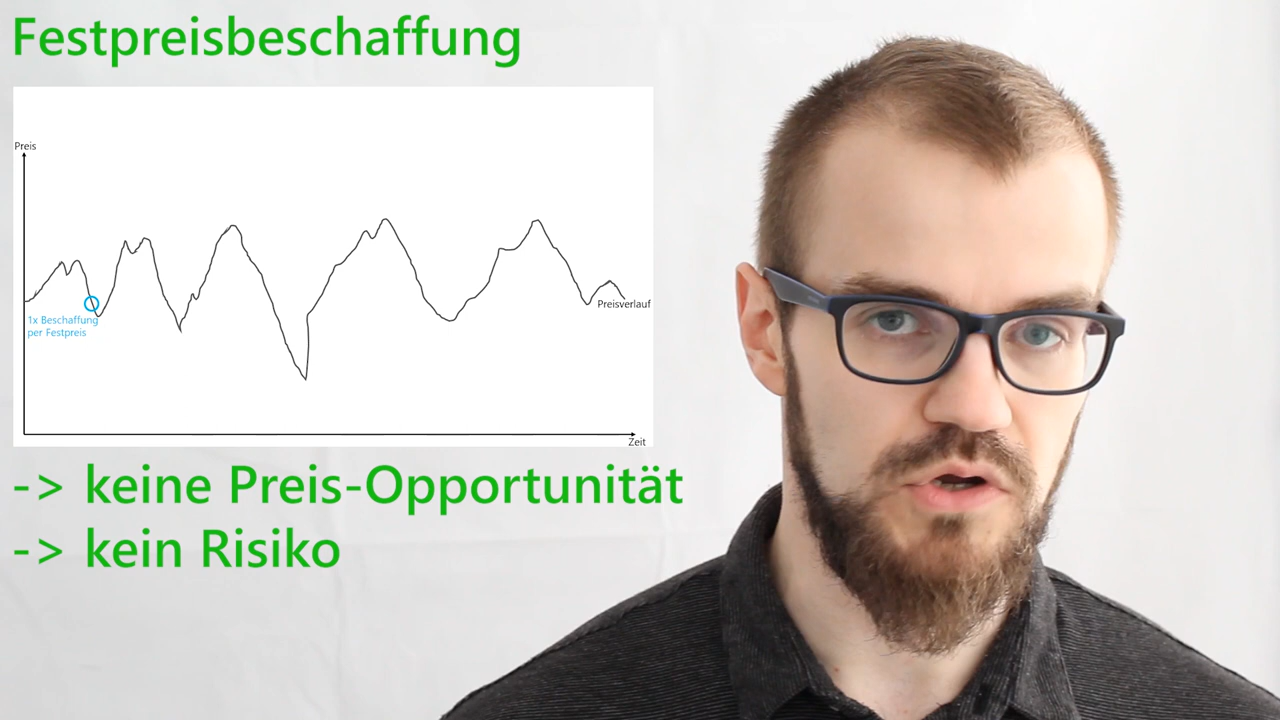 Festpreisbeschaffung
Preis
Preisverlauf
1x Beschaffung
per Festpreis
Zeit
-> keine Preis-Opportunität
-> kein Risiko